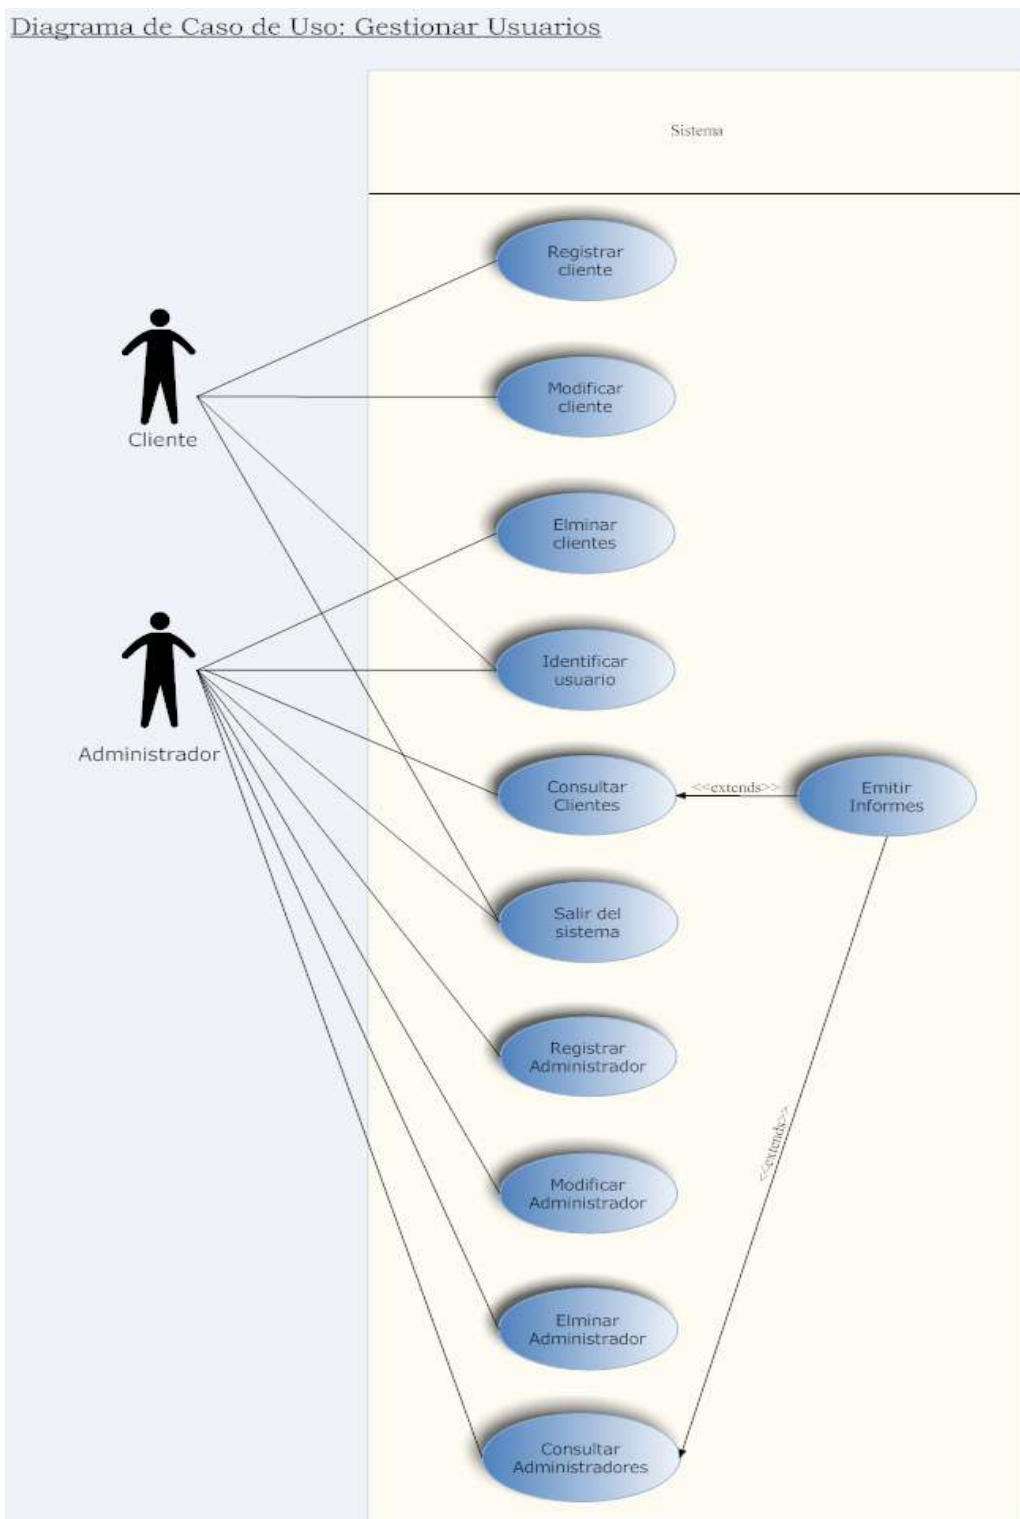 Diagrama de Caso de Uso: Gestionar Usuarios
Sistema
Registrar
cliente
Modificar
cliente
Cliente
Elminar
clientes
Identificar
usuario
Administrador
Consultar
Clientes
<<extends>>
Emitir
Informes
Salir del
sistema
Registrar
Administrador
<<extends>>
Modificar
Administrador
Elminar
Administrador
Consultar
Administradores